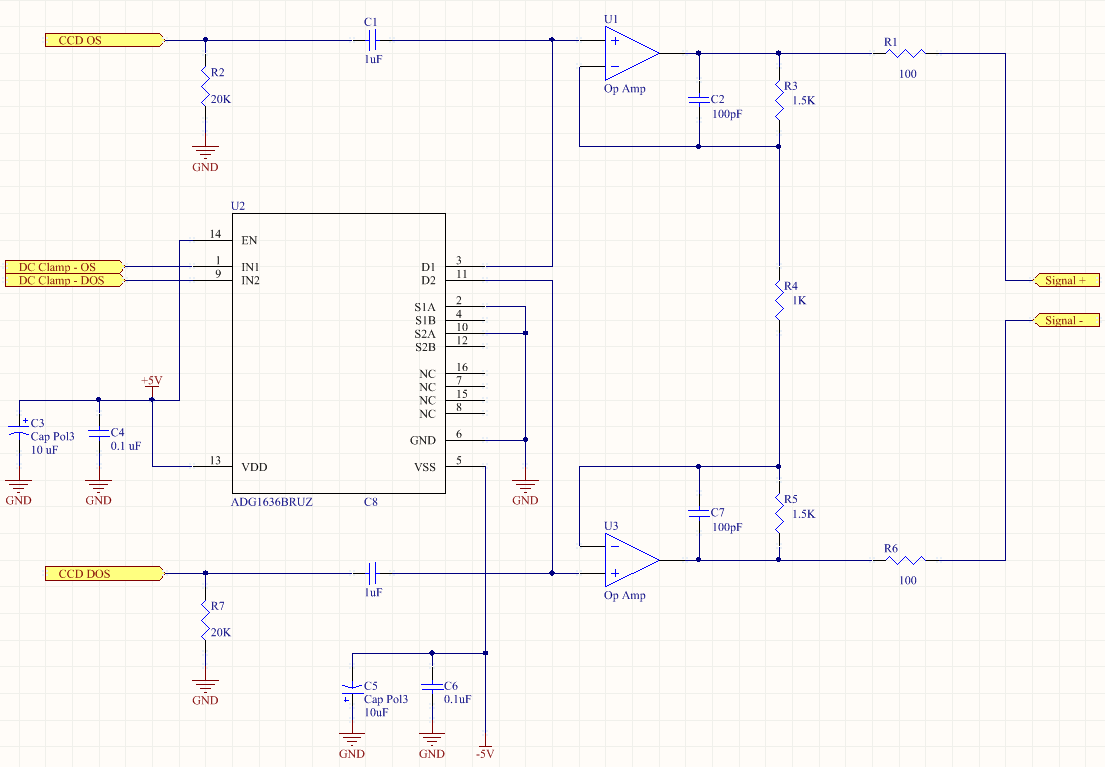 C1
U1
CCD OS
+
R1
1uF
R2
20K
−
Op Amp
100
R3
1.5K
C2
100pF
GND
U2
14 EN
DC Clamp - OS
1 IN1
D1 3
DC Clamp - DOS
9 IN2
D2 11
Signal +
R4
1K
S1A 2
S1B 4
S2A 10
S2B 12
Signal -
NC 16
NC 7
NC 15
NC 8
+5V
+
C3
Cap Pol3
10 uF
C4
0.1 uF
GND 6
13 VDD
VSS 5
GND
GND
GND
ADG1636BRUZ
C8
R5
1.5K
C7
100pF
U3
−
+
Op Amp
R6
100
CCD DOS
1uF
R7
20K
GND
C5
Cap Pol3
10uF
+
C6
0.1uF
GND
GND
-5V